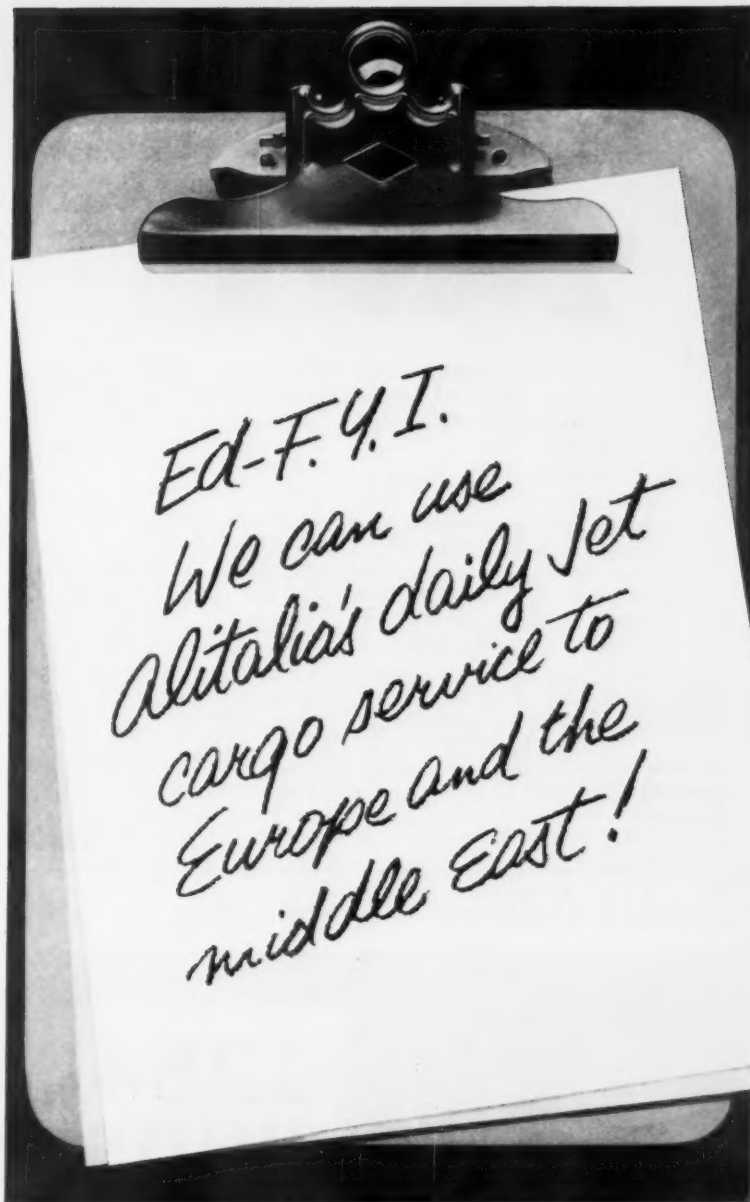 Ed-F.Y.I.
We can use
Alitalia's daily Jet
cargo service to
Europe and the
middle East!